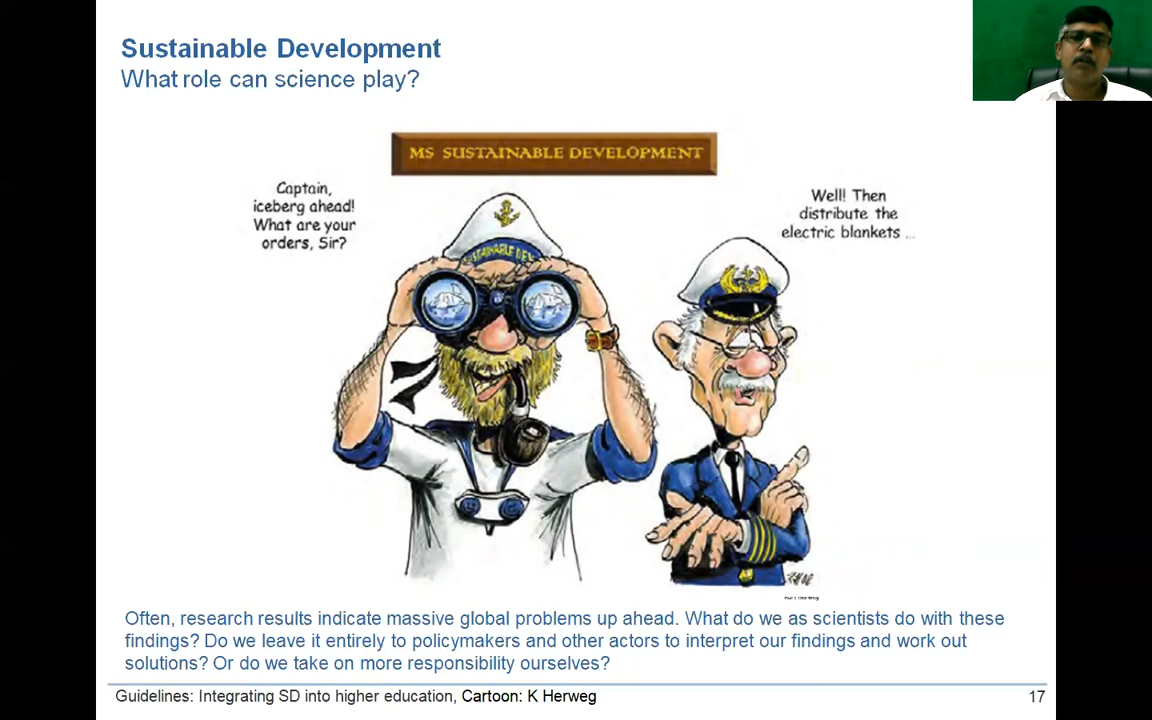 Sustainable Development
What role can science play?
MS SUSTAINABLE DEVELOPMENT
Captain,
iceberg ahead!
What are your
orders, Sir?
Well! Then
distribute the
electric blankets ...
SUSTAINABLE DEV
Often, research results indicate massive global problems up ahead. What do we as scientists do with these
findings? Do we leave it entirely to policymakers and other actors to interpret our findings and work out
solutions? Or do we take on more responsibility ourselves?
Guidelines: Integrating SD into higher education, Cartoon: K Herweg
17